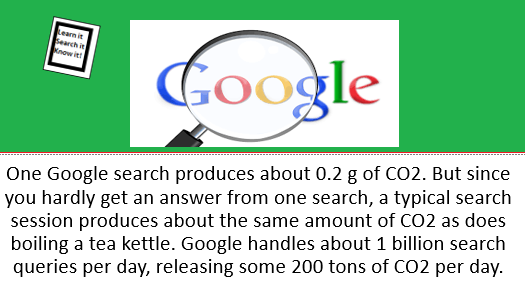 Learn it
Search it
Know it!
Google
One Google search produces about 0.2 g of CO2. But since
you hardly get an answer from one search, a typical search
session produces about the same amount of CO2 as does
boiling a tea kettle. Google handles about 1 billion search
queries per day, releasing some 200 tons of CO2 per day.